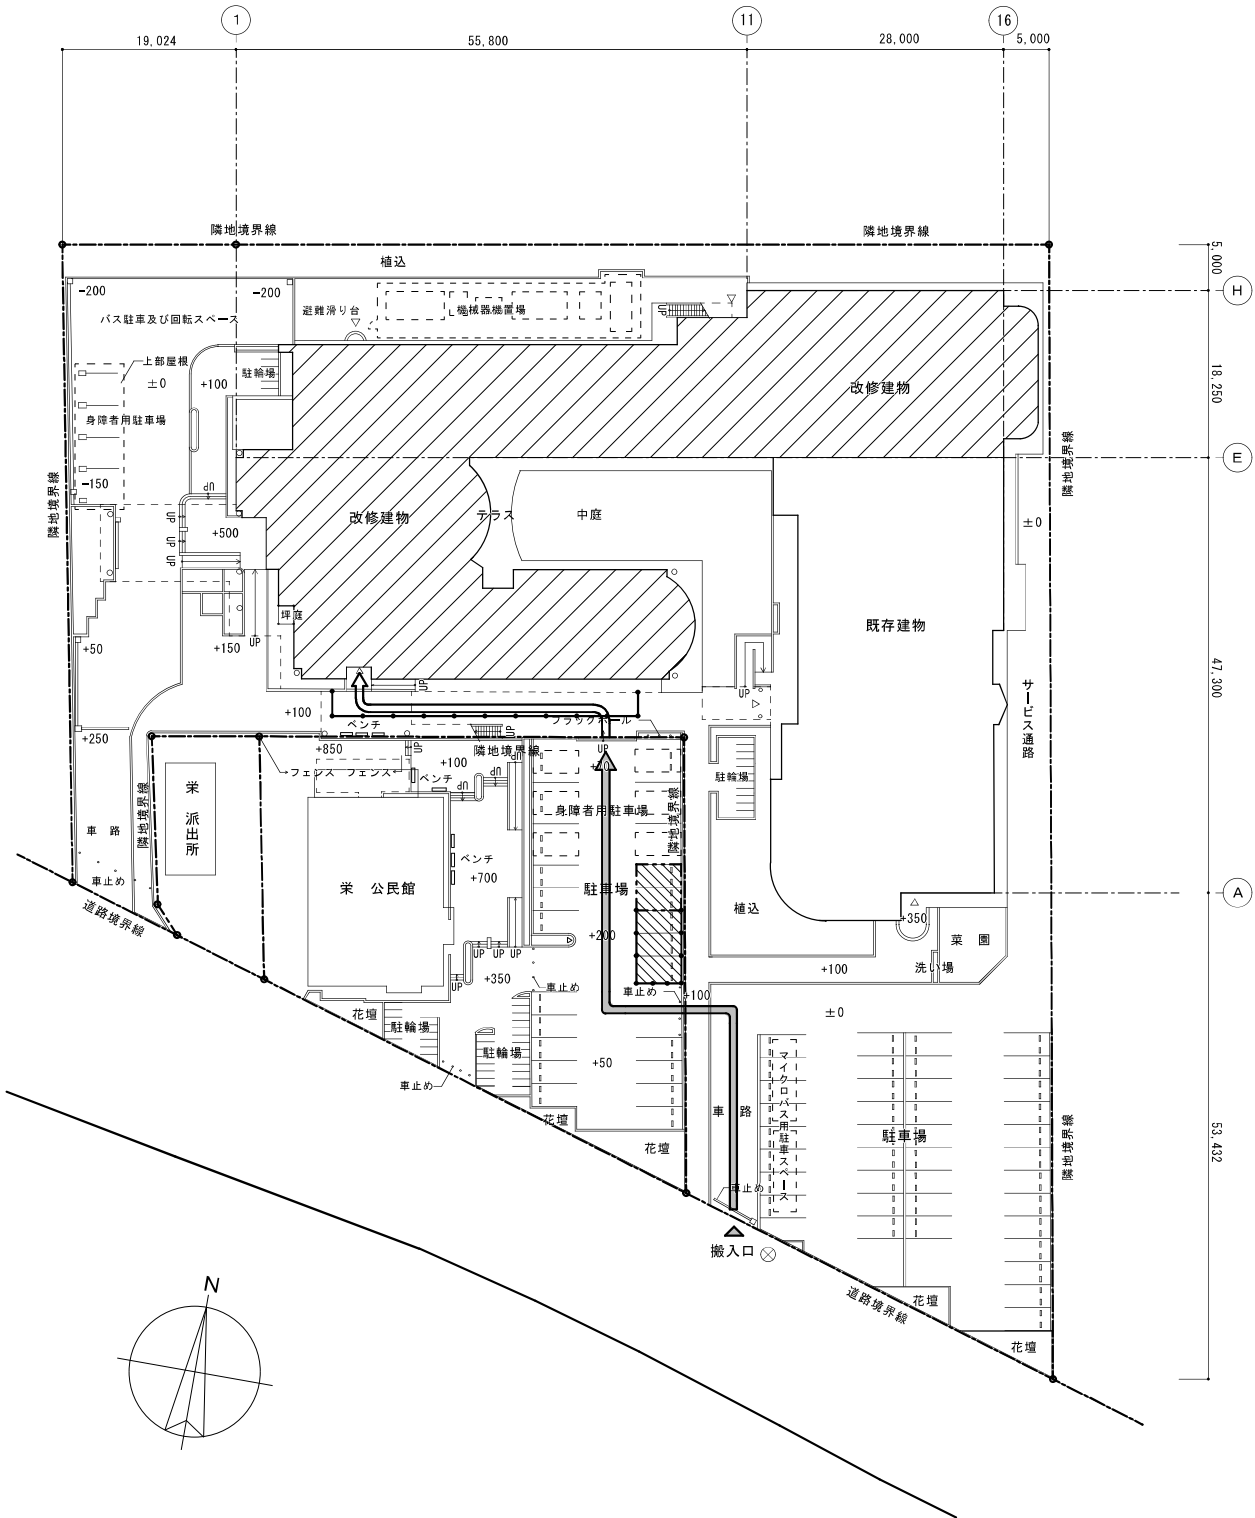 1
11
16
19,024
55,800
28,000
5,000
隣地境界線
隣地境界線
5,000
植込
H
-200
-200
避難滑り台
機械器機置場
UP
バス駐車及び回転スペース
上部屋根
±0
+100
駐輪場
改修建物
18,250
身障者用駐車場
隣地境界線
E
隣地境界線
-150
UP
UP
改修建物
テラス
中庭
±0
+500
UP
UP
坪庭
既存建物
+50
+150
UP
47,300
UP
UP
サービス通路
+100
ベンチ
フラッグポール
+250
+850
UP
UP
隣地境界線
UP
+100
+70
フェンス
フェンス
ベンチ
UP
UP
駐輪場
栄 派出所
隣地境界線
身障者用駐車場
隣地境界線
車路
ベンチ
+700
車止め
栄 公民館
駐車場
A
道路境界線
植込
+350
+200
菜園
UP
UP
UP
UP
+350
+100
洗い場
車止め
車止め
+100
花壇
駐輪場
±0
駐輪場
+50
車止め
マイクロバス用駐車スペース
花壇
車路
駐車場
隣地境界線
53,432
花壇
車止め
搬入口
N
道路境界線
花壇
花壇